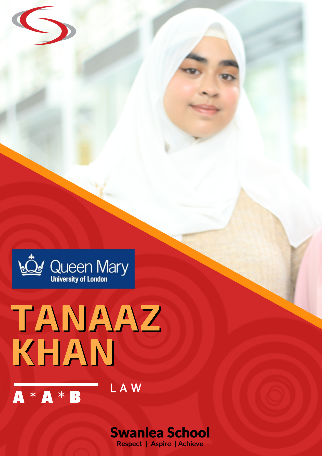 Queen Mary
University of London
TANAAZ
KHAN
A*A*B
LAW
Swanlea School
Respect | Aspire | Achieve